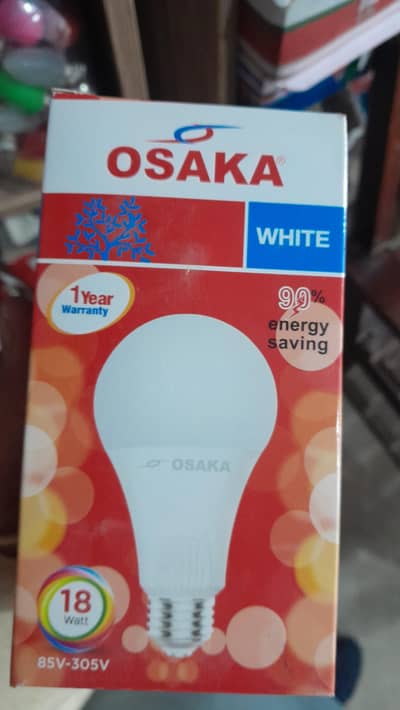 OSAKA®
WHITE
1 Year
Warranty
90%
energy
saving
OSAKA
18
Watt
85V-305V